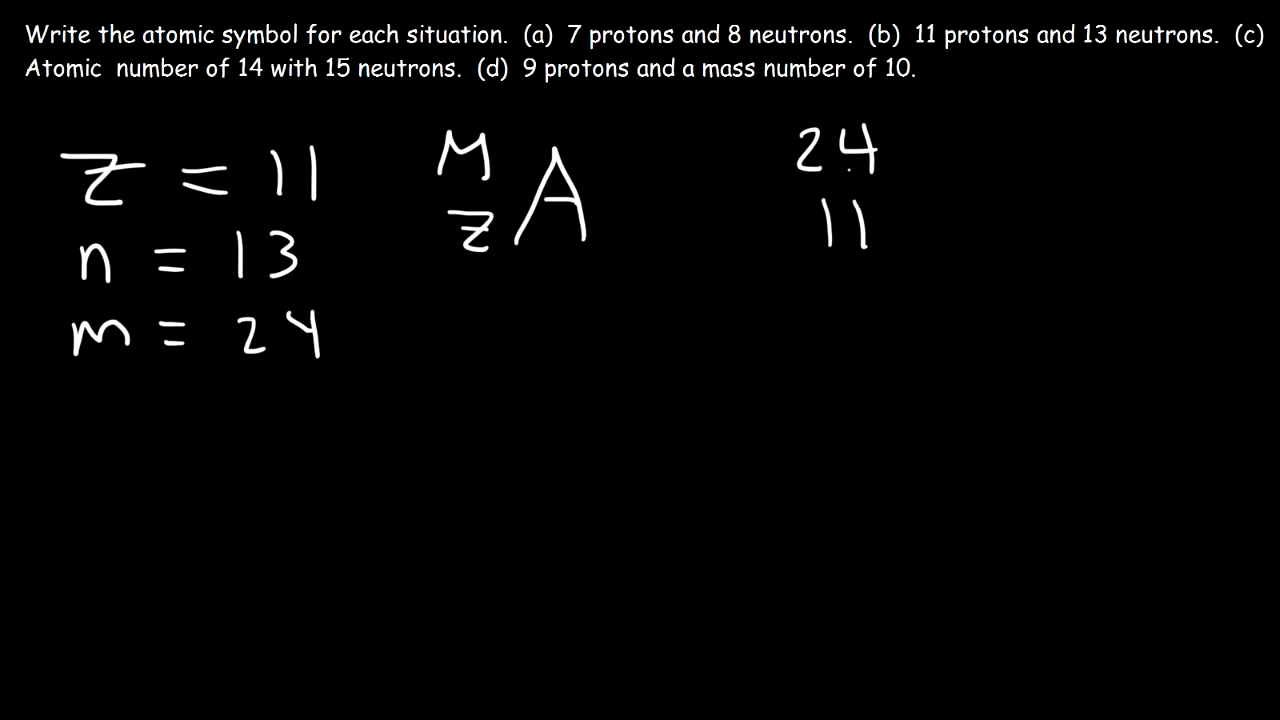 Write the atomic symbol for each situation. (a) 7 protons and 8 neutrons. (b) 11 protons and 13 neutrons. (c)
Atomic number of 14 with 15 neutrons. (d) 9 protons and a mass number of 10.
Z = 11
n = 13
m = 24
M
Z A
24
11